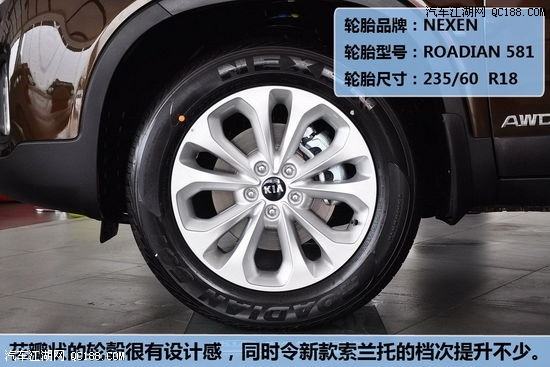 汽车江湖网 QC188.COM
轮胎品牌：NEXEN
轮胎型号：ROADIAN 581
轮胎尺寸：235/60 R18
NEXEN
AWD
KIA
ROADIAN 581
花瓣状的轮毂很有设计感，同时令新款索兰托的档次提升不少。
汽车江湖网 QC188.COM